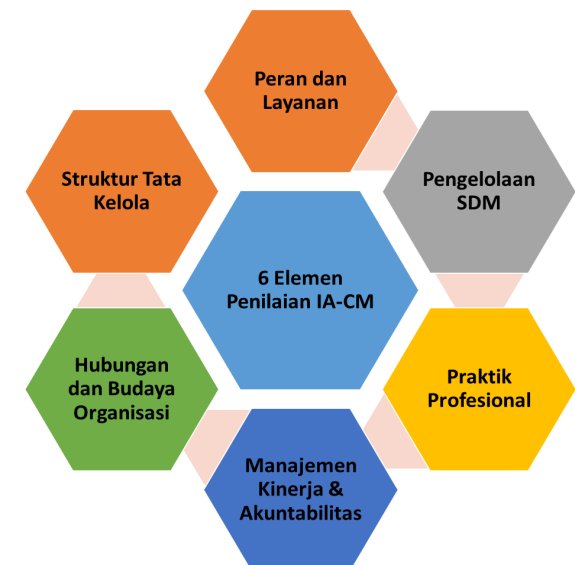 Peran dan
Layanan
Struktur Tata
Kelola
Pengelolaan
SDM
6 Elemen
Penilaian IA-CM
Hubungan
dan Budaya
Organisasi
Praktik
Profesional
Manajemen
Kinerja &
Akuntabilitas